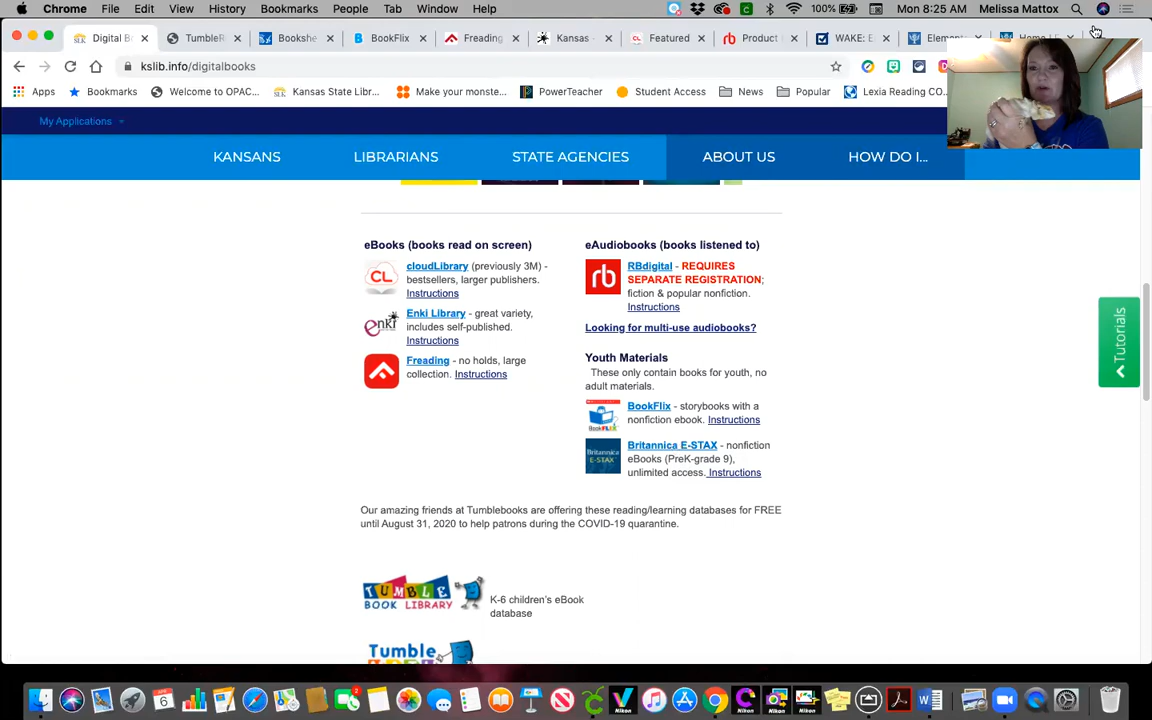 Chrome File Edit View History Bookmarks People Tab Window Help 100% Mon 8:25 AM Melissa Mattox
Digital B TumbleR Bookshe BookFlix Freading Kansas Featured Product WAKE: E Elemen Home | F
kslib.info/digitalbooks
Apps Bookmarks Welcome to OPAC... Kansas State Libr... Make your monste... PowerTeacher Student Access News Popular Lexia Reading CO...
My Applications
KANSANS LIBRARIANS STATE AGENCIES ABOUT US HOW DO I...
eBooks (books read on screen)
CL
cloudLibrary (previously 3M) -
bestsellers, larger publishers.
Instructions
enki
Enki Library - great variety,
includes self-published.
Instructions
Freading - no holds, large
collection. Instructions
eAudiobooks (books listened to)
rb
RBdigital - REQUIRES
SEPARATE REGISTRATION;
fiction & popular nonfiction.
Instructions
Looking for multi-use audiobooks?
Youth Materials
These only contain books for youth, no
adult materials.
BookFLIX
BookFlix - storybooks with a
nonfiction ebook. Instructions
Britannica
E-STAX
Britannica E-STAX - nonfiction
eBooks (PreK-grade 9),
unlimited access. Instructions
Tutorials
Our amazing friends at Tumblebooks are offering these reading/learning databases for FREE
until August 31, 2020 to help patrons during the COVID-19 quarantine.
TUMBLE
BOOK LIBRARY
K-6 children's eBook
database
Tumble